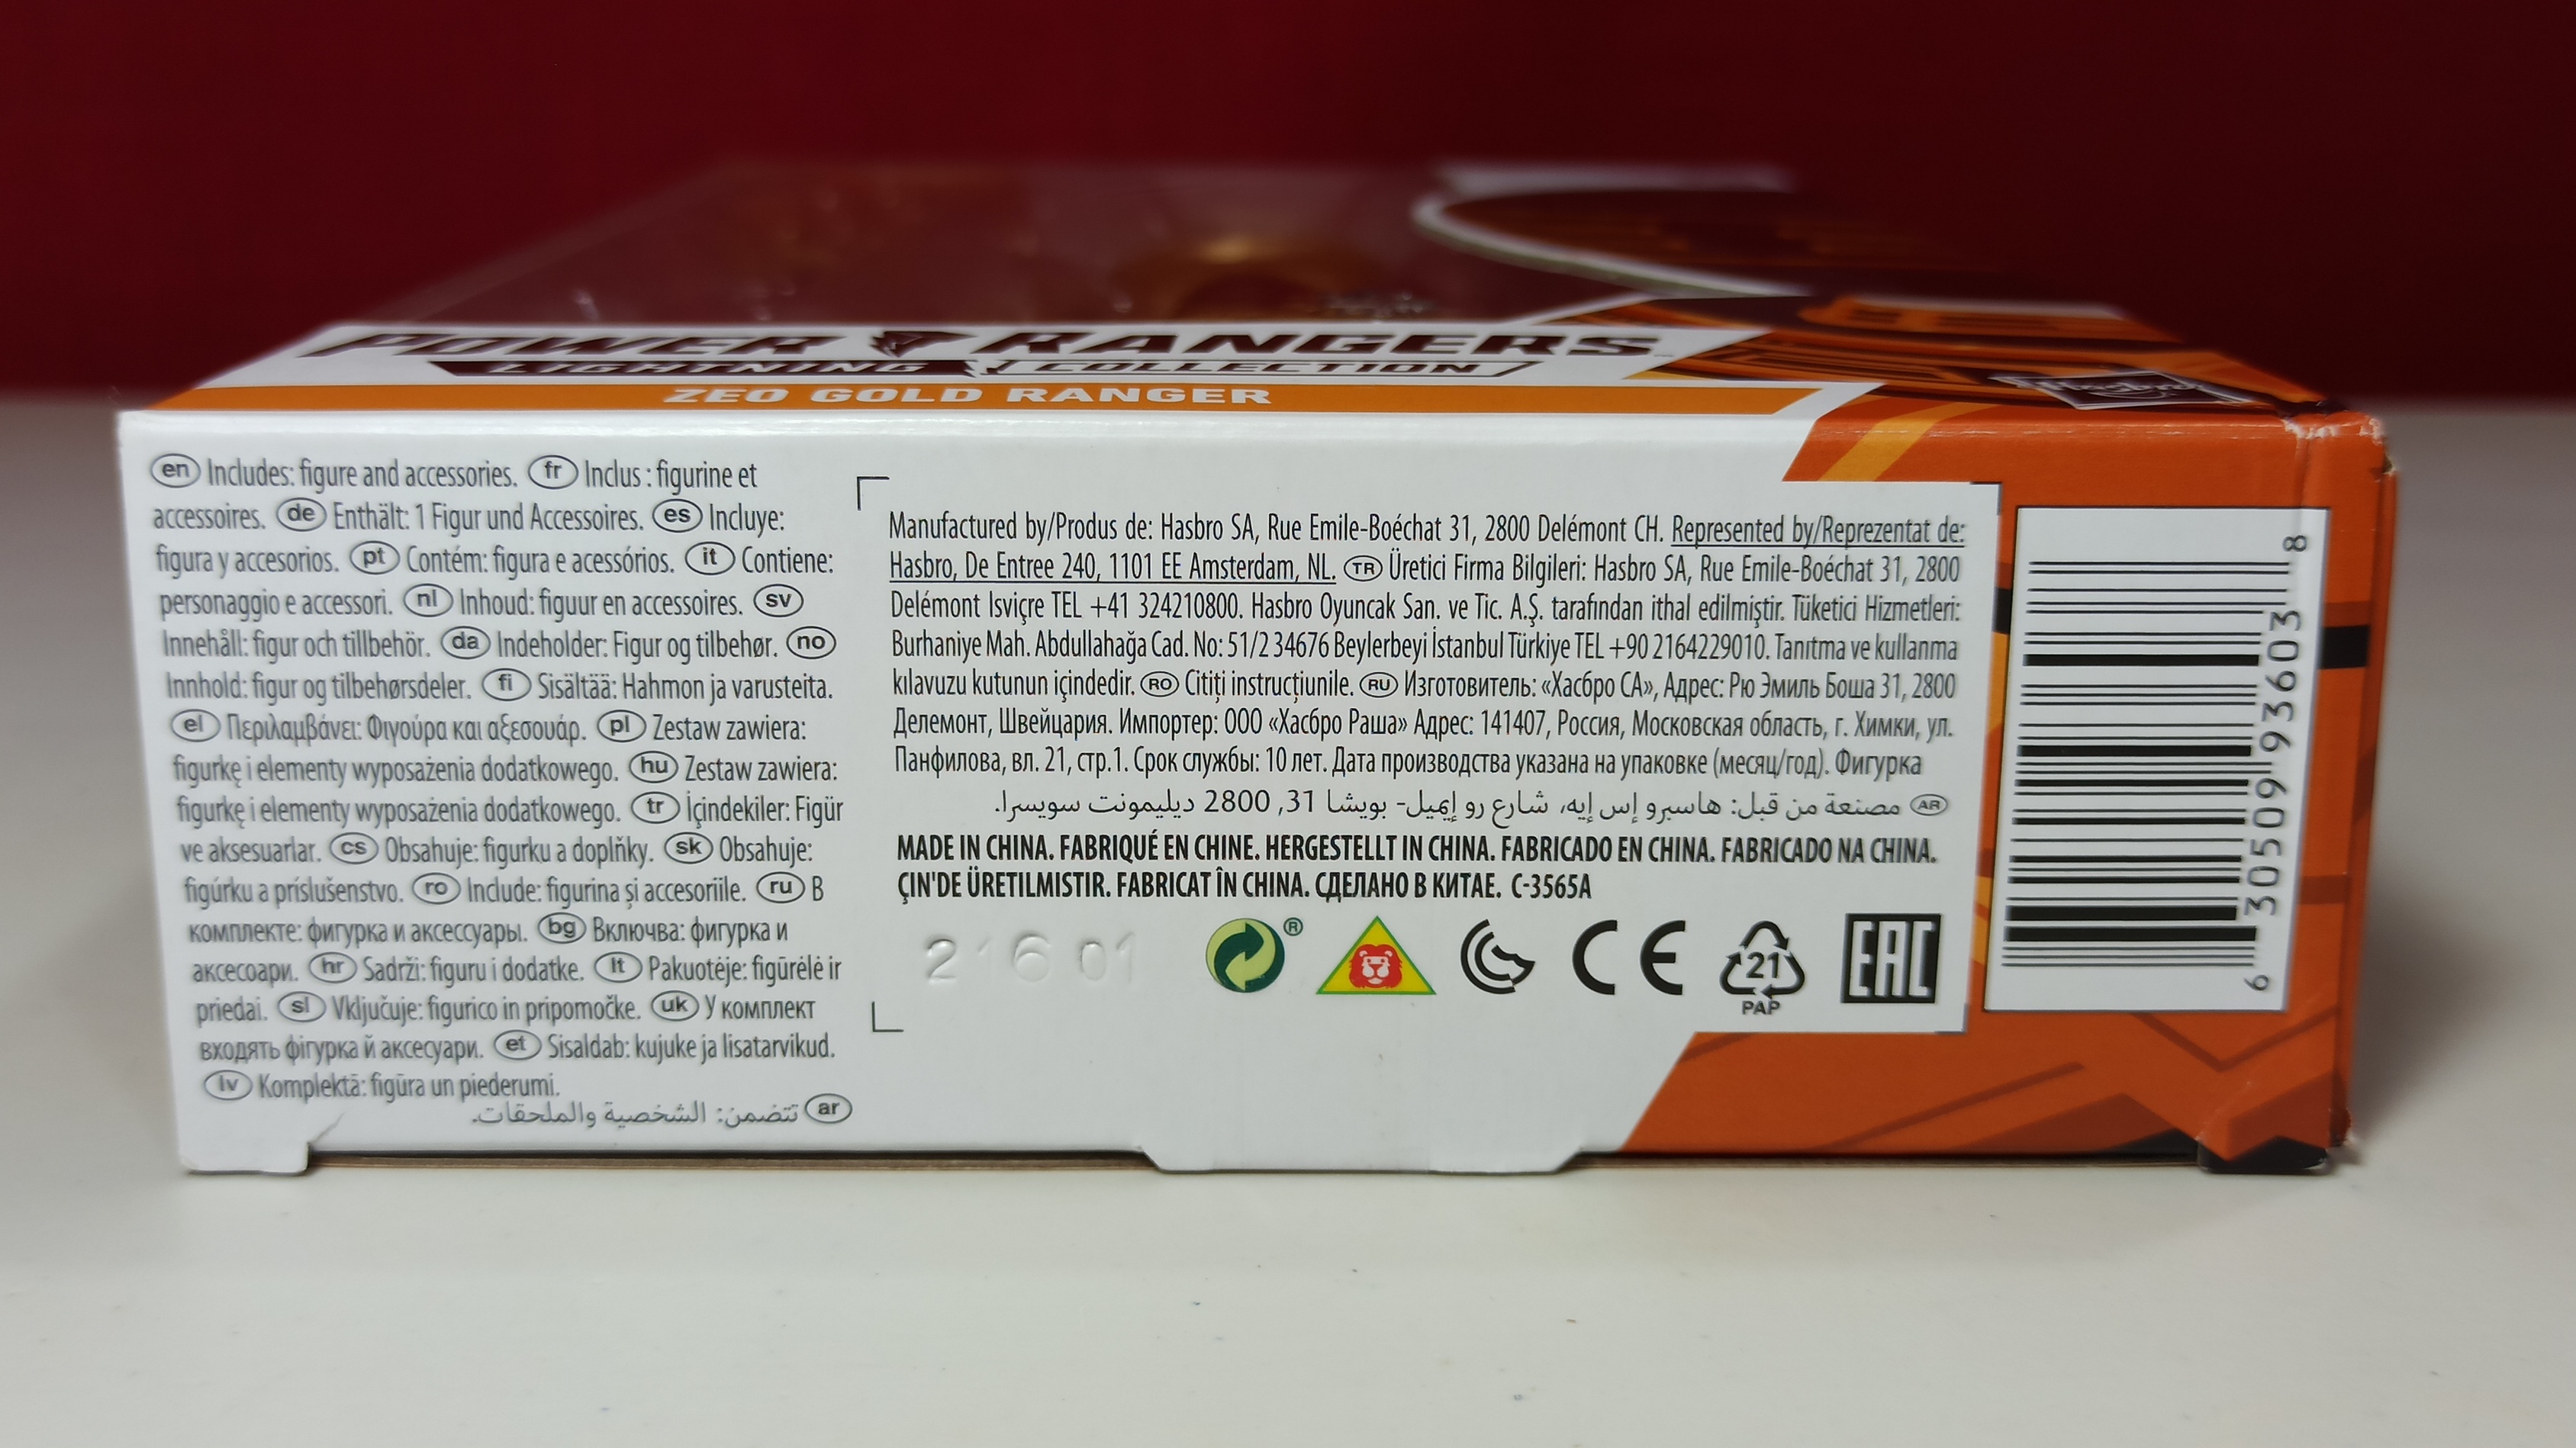 POWER RANGERS
LIGHTNING COLLECTION
ZEO GOLD RANGER
Hasbro
en Includes: figure and accessories. fr Inclus : figurine et
accessoires. de Enthält: 1 Figur und Accessoires. es Incluye:
figura y accesorios. pt Contém: figura e acessórios. it Contiene:
personaggio e accessori. nl Inhoud: figuur en accessoires. sv
Innehåll: figur och tillbehör. da Indeholder: Figur og tilbehør. no
Innhold: figur og tilbehørsdeler. fi Sisältää: Hahmon ja varusteita.
el Περιλαμβάνει: Φιγούρα και αξεσουάρ. pl Zestaw zawiera:
figurkę i elementy wyposażenia dodatkowego. hu Zestaw zawiera:
figurkę i elementy wyposażenia dodatkowego. tr İçindekiler: Figür
ve aksesuarlar. cs Obsahuje: figurku a doplňky. sk Obsahuje:
figúrku a príslušenstvo. ro Include: figurina și accesoriile. ru В
комплекте: фигурка и аксессуары. bg Включва: фигурка и
аксесоари. hr Sadrži: figuru i dodatke. lt Pakuotėje: figūrėlė ir
priedai. sl Vključuje: figurico in pripomočke. uk У комплект
входять фігурка й аксесуари. et Sisaldab: kujuke ja lisatarvikud.
lv Komplektā: figūra un piederumi.
ar تتضمن: الشخصية والملحقات.
Manufactured by/Produs de: Hasbro SA, Rue Emile-Boéchat 31, 2800 Delémont CH. Represented by/Reprezentat de:
Hasbro, De Entree 240, 1101 EE Amsterdam, NL. TR Üretici Firma Bilgileri: Hasbro SA, Rue Emile-Boéchat 31, 2800
Delémont İsviçre TEL +41 324210800. Hasbro Oyuncak San. ve Tic. A.Ş. tarafından ithal edilmiştir. Tüketici Hizmetleri:
Burhaniye Mah. Abdullahağa Cad. No: 51/2 34676 Beylerbeyi İstanbul Türkiye TEL +90 2164229010. Tanıtma ve kullanma
kılavuzu kutunun içindedir. RO Citiți instrucțiunile. RU Изготовитель: «Хасбро СА», Адрес: Рю Эмиль Боша 31, 2800
Делемонт, Швейцария. Импортер: ООО «Хасбро Раша» Адрес: 141407, Россия, Московская область, г. Химки, ул.
Панфилова, вл. 21, стр.1. Срок службы: 10 лет. Дата производства указана на упаковке (месяц/год). Фигурка
AR مصنعة من قبل: هاسبرو إس إيه، شارع رو إيميل- بويشا 31, 2800 ديليمونت سويسرا.
MADE IN CHINA. FABRIQUÉ EN CHINE. HERGESTELLT IN CHINA. FABRICADO EN CHINA. FABRICADO NA CHINA.
ÇIN'DE ÜRETILMISTIR. FABRICAT ÎN CHINA. СДЕЛАНО В КИТАЕ. C-3565A
21601 ® CE 21 EAC
PAP
6 30509 93603 8